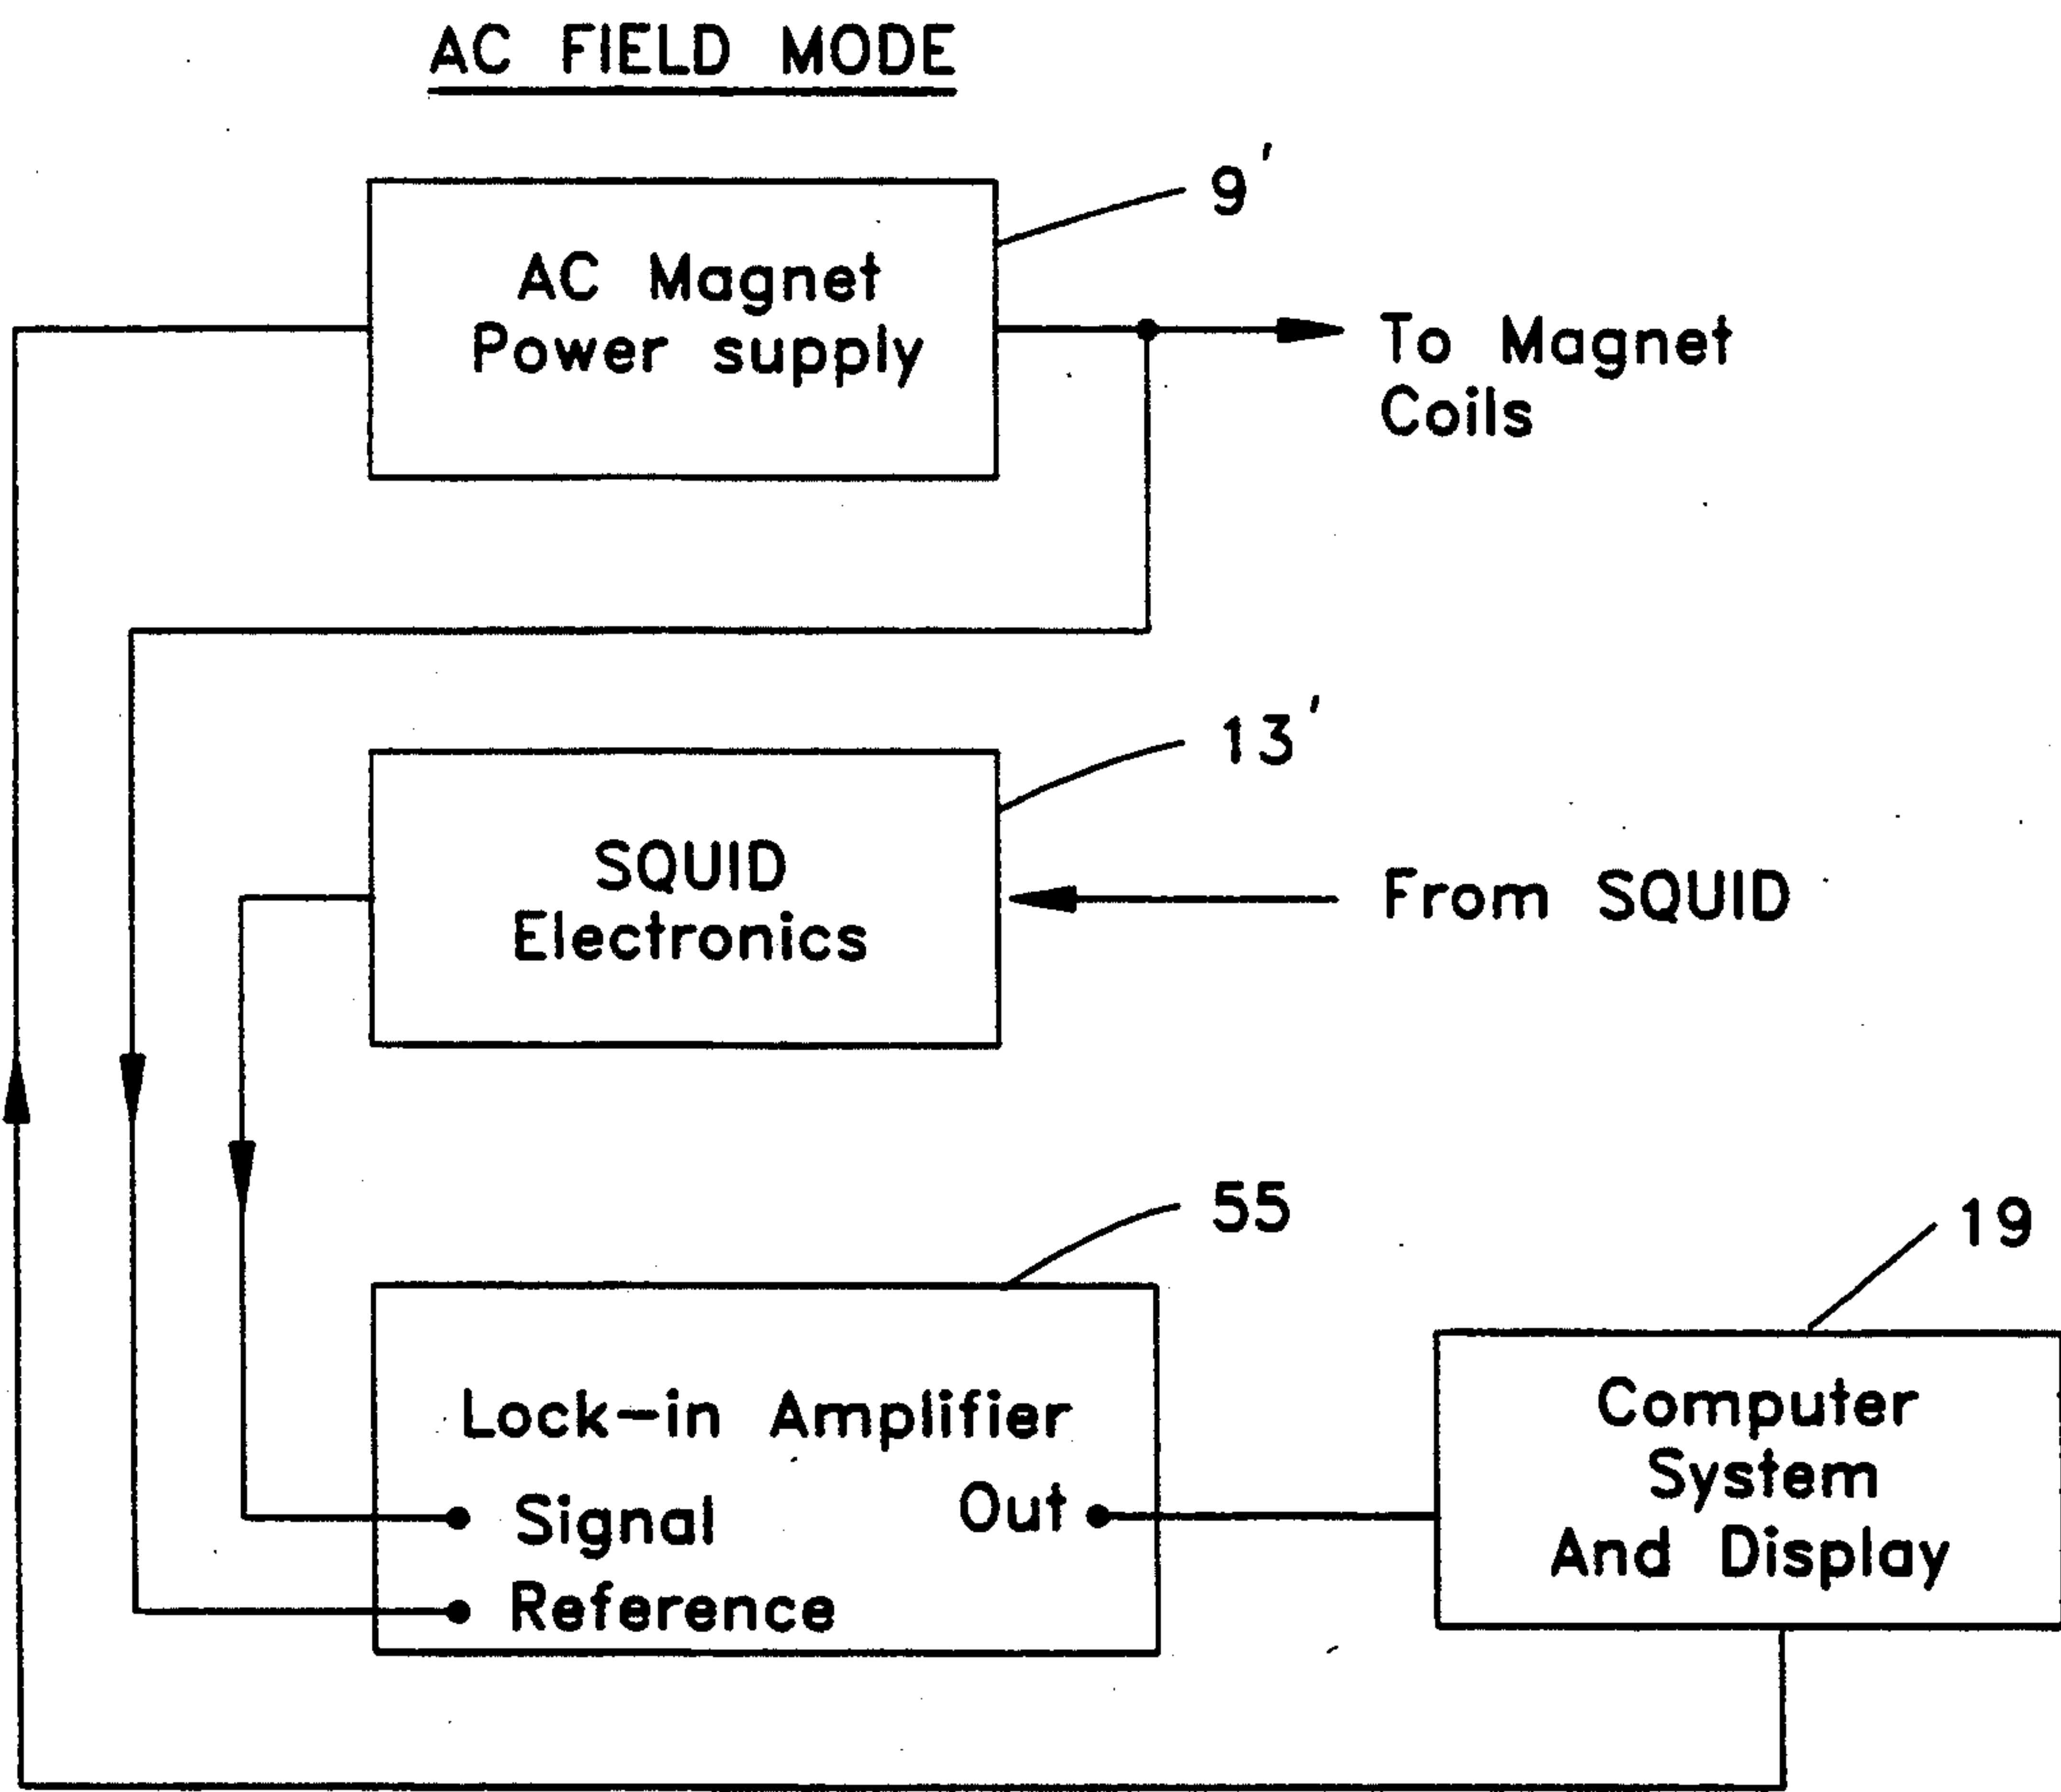 AC FIELD MODE
9'
AC Magnet
Power supply
To Magnet
Coils
13'
SQUID
Electronics
From SQUID
55
19
Lock-in Amplifier
Signal
Out
Reference
Computer
System
And Display